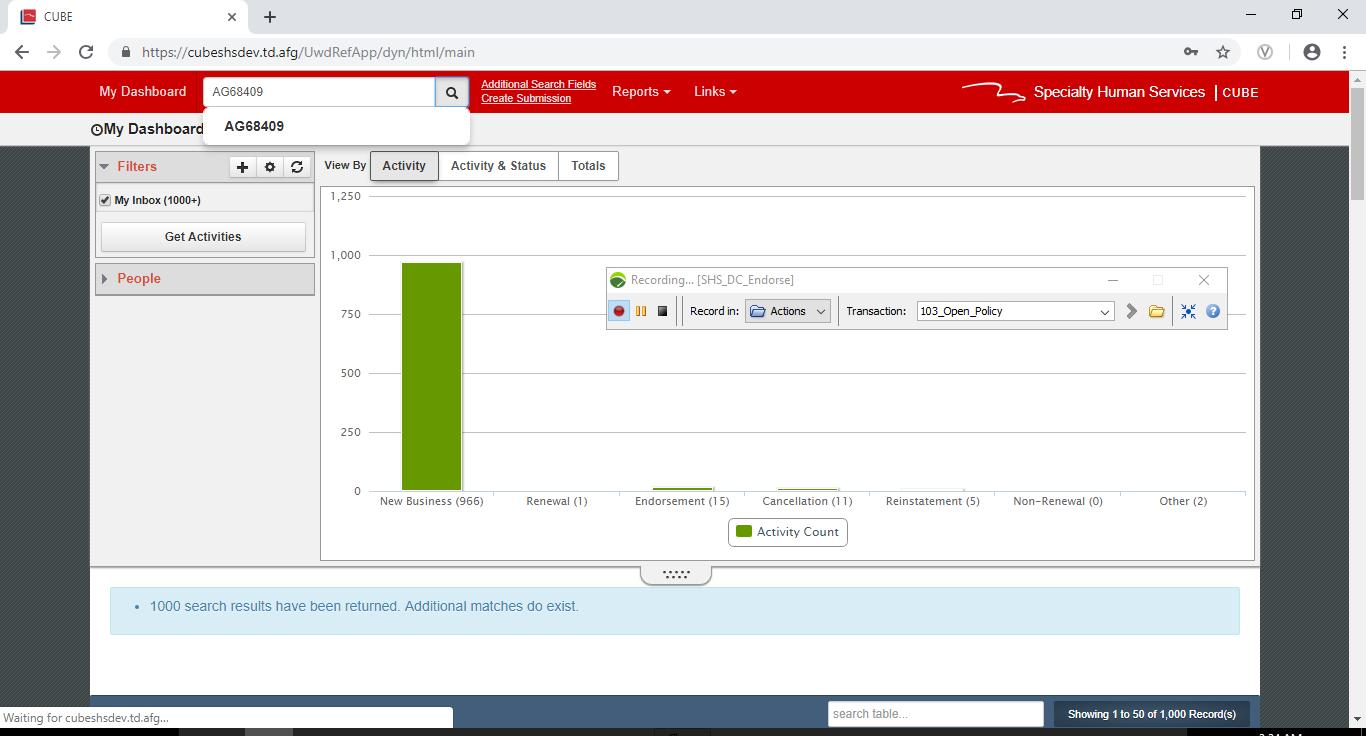 CUBE
https://cubeshsdev.td.afg/UwdRefApp/dyn/html/main
My Dashboard
AG68409
Additional Search Fields
Create Submission
Reports
Links
Specialty Human Services | CUBE
AG68409
My Dashboard
Filters
My Inbox (1000+)
Get Activities
People
View By
Activity
Activity & Status
Totals
1,250
1,000
750
500
250
0
Recording... [SHS_DC_Endorse]
Record in:
Actions
Transaction:
103_Open_Policy
New Business (966)
Renewal (1)
Endorsement (15)
Cancellation (11)
Reinstatement (5)
Non-Renewal (0)
Other (2)
Activity Count
1000 search results have been returned. Additional matches do exist.
Waiting for cubeshsdev.td.afg...
search table...
Showing 1 to 50 of 1,000 Record(s)